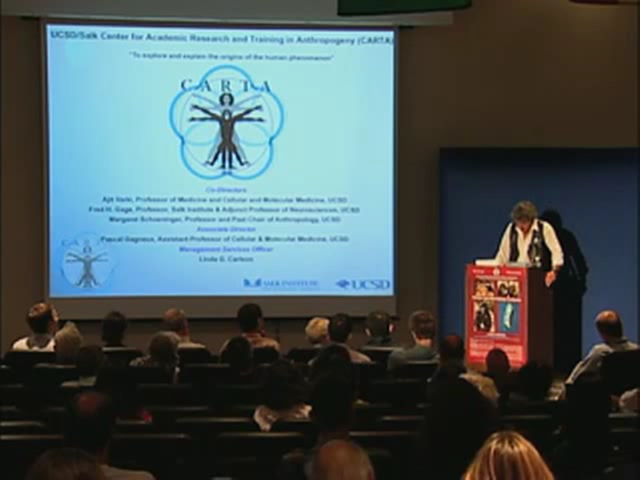 UCSD/Salk Center for Academic Research and Training in Anthropogeny (CARTA)
"To explore and explain the origins of the human phenomenon"
CARTA
Co-Directors
Ajit Varki, Professor of Medicine and Cellular and Molecular Medicine, UCSD
Fred H. Gage, Professor, Salk Institute & Adjunct Professor of Neurosciences, UCSD
Margaret Schoeninger, Professor and Past Chair of Anthropology, UCSD
Associate Director
Pascal Gagneux, Assistant Professor of Cellular & Molecular Medicine, UCSD
Management Services Officer
Linda G. Carlson
SALK INSTITUTE
UCSD